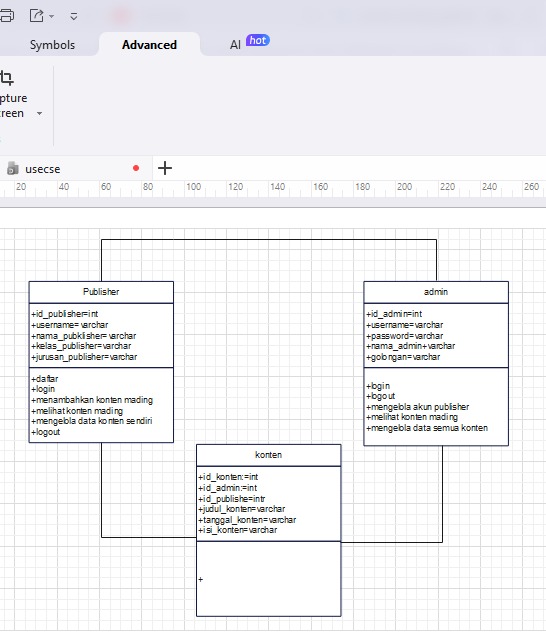 Symbols Advanced AI hot
pture
reen
usecse
20 40 60 80 100 120 140 160 180 200 220 240 260
Publisher
+id_publisher=int
+username=varchar
+nama_pubklisher=varchar
+kelas_publisher=varchar
+jurusan_publisher=varchar
+daftar
+login
+menambahkan konten mading
+melihat konten mading
+mengelola data konten sendiri
+logout
admin
+id_admin=int
+username=varchar
+password=varchar
+nama_admin+varchar
+golongan=varchar
+login
+logout
+mengelola akun publisher
+melihat konten mading
+mengelola data semua konten
konten
+id_konten:=int
+id_admin:=int
+id_publishe=intr
+judul_konten=varchar
+tanggal_konten=varchar
+isi_konten=varchar
+